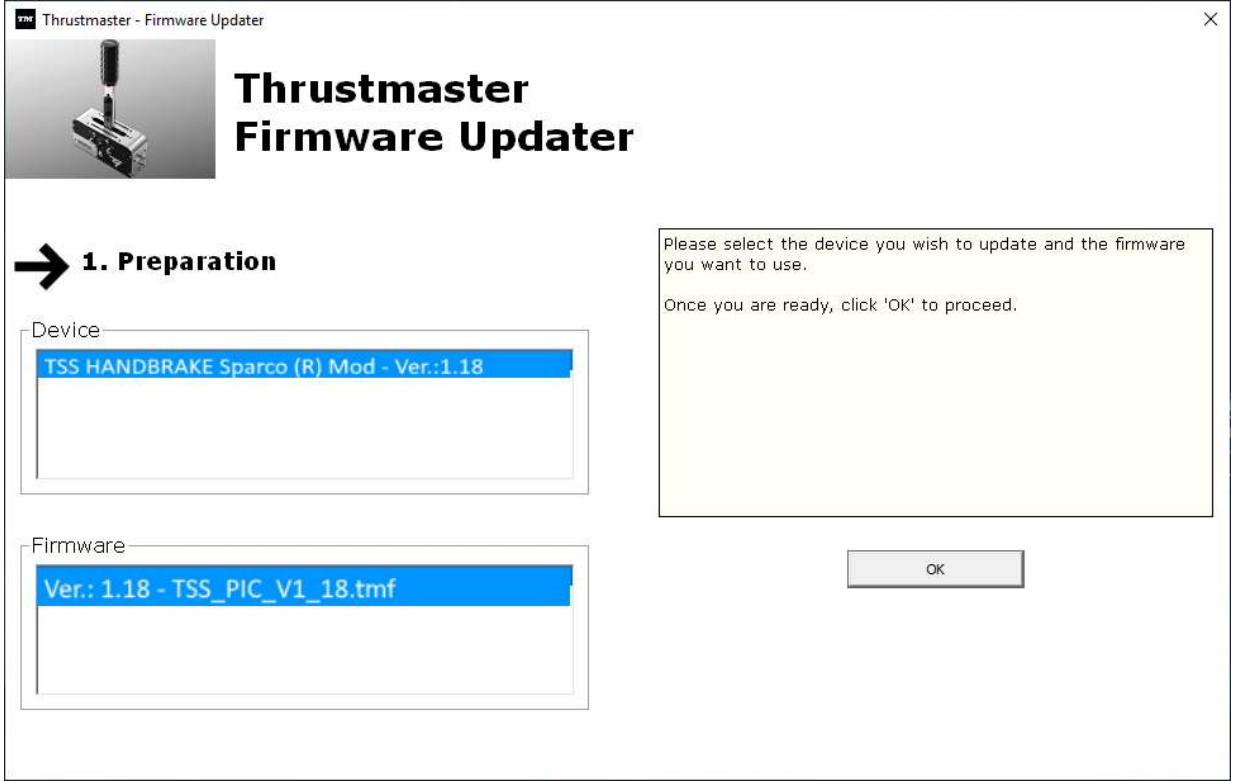 Thrustmaster - Firmware Updater
Thrustmaster
Firmware Updater
1. Preparation
Please select the device you wish to update and the firmware
you want to use.
Once you are ready, click 'OK' to proceed.
Device
TSS HANDBRAKE Sparco (R) Mod - Ver.:1.18
Firmware
Ver.: 1.18 - TSS_PIC_V1_18.tmf
OK